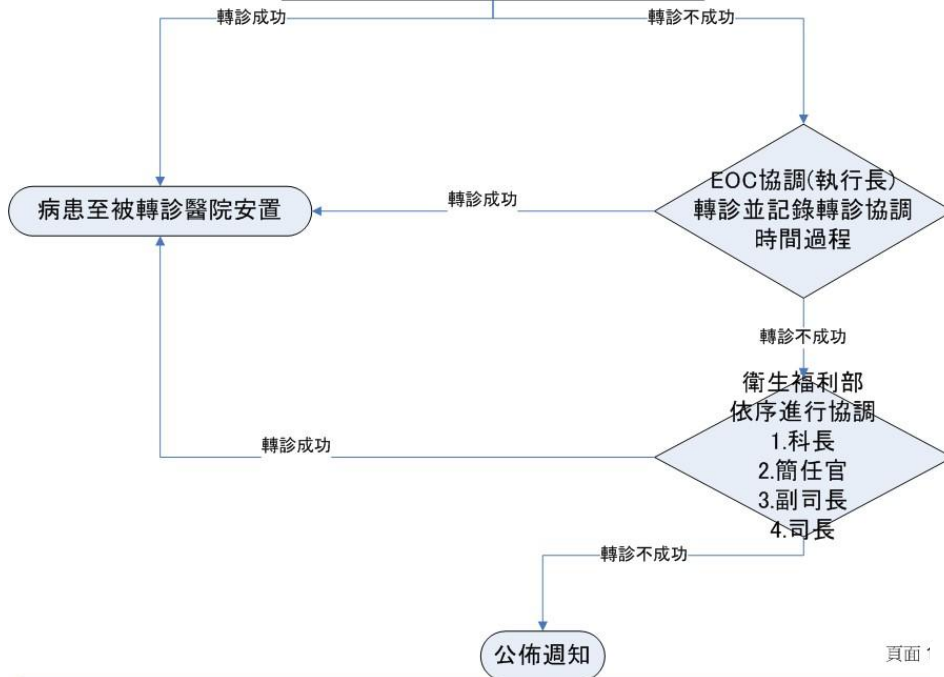 轉診成功
轉診不成功
EOC協調(執行長)
轉診並記錄轉診協調
時間過程
轉診成功
病患至被轉診醫院安置
轉診不成功
衛生福利部
依序進行協調
1.科長
2.簡任官
3.副司長
4.司長
轉診成功
轉診不成功
公佈週知
頁面 1